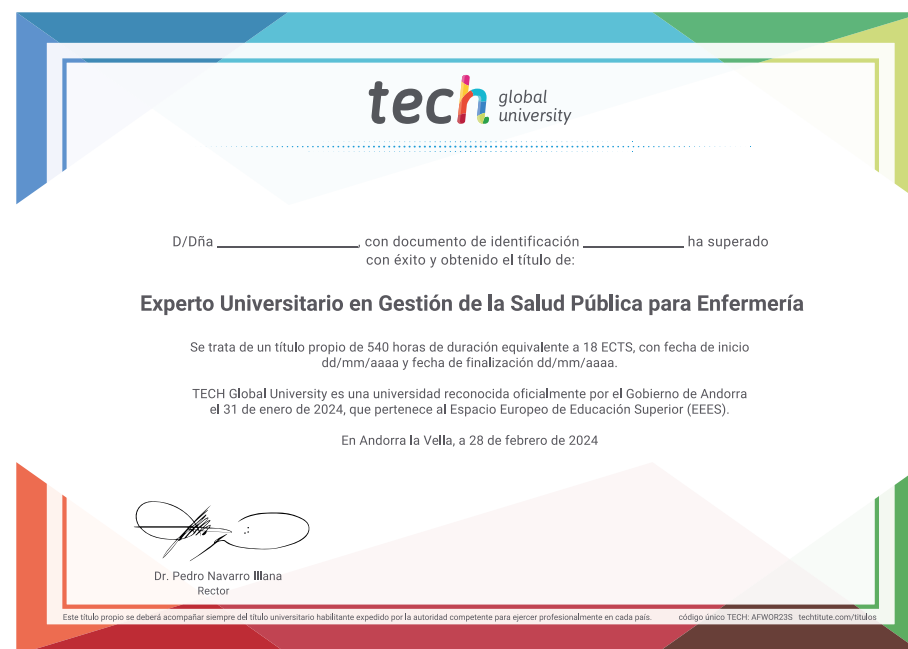 tech global university
D/Dña ____________________, con documento de identificación ______________ ha superado
con éxito y obtenido el título de:
Experto Universitario en Gestión de la Salud Pública para Enfermería
Se trata de un título propio de 540 horas de duración equivalente a 18 ECTS, con fecha de inicio
dd/mm/aaaa y fecha de finalización dd/mm/aaaa.
TECH Global University es una universidad reconocida oficialmente por el Gobierno de Andorra
el 31 de enero de 2024, que pertenece al Espacio Europeo de Educación Superior (EEES).
En Andorra la Vella, a 28 de febrero de 2024
Dr. Pedro Navarro Illana
Rector
Este título propio se deberá acompañar siempre del título universitario habilitante expedido por la autoridad competente para ejercer profesionalmente en cada país. código único TECH: AFWOR23S techtitute.com/titulos